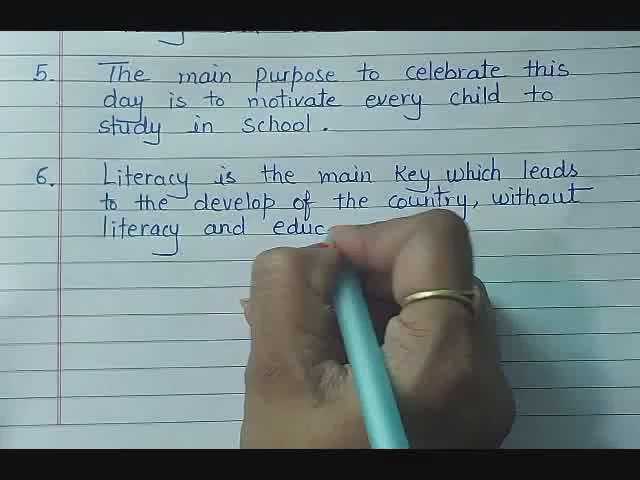 5. The main purpose to celebrate this
day is to motivate every child to
study in school.
6. Literacy is the main key which leads
to the develop of the country, without
literacy and educ